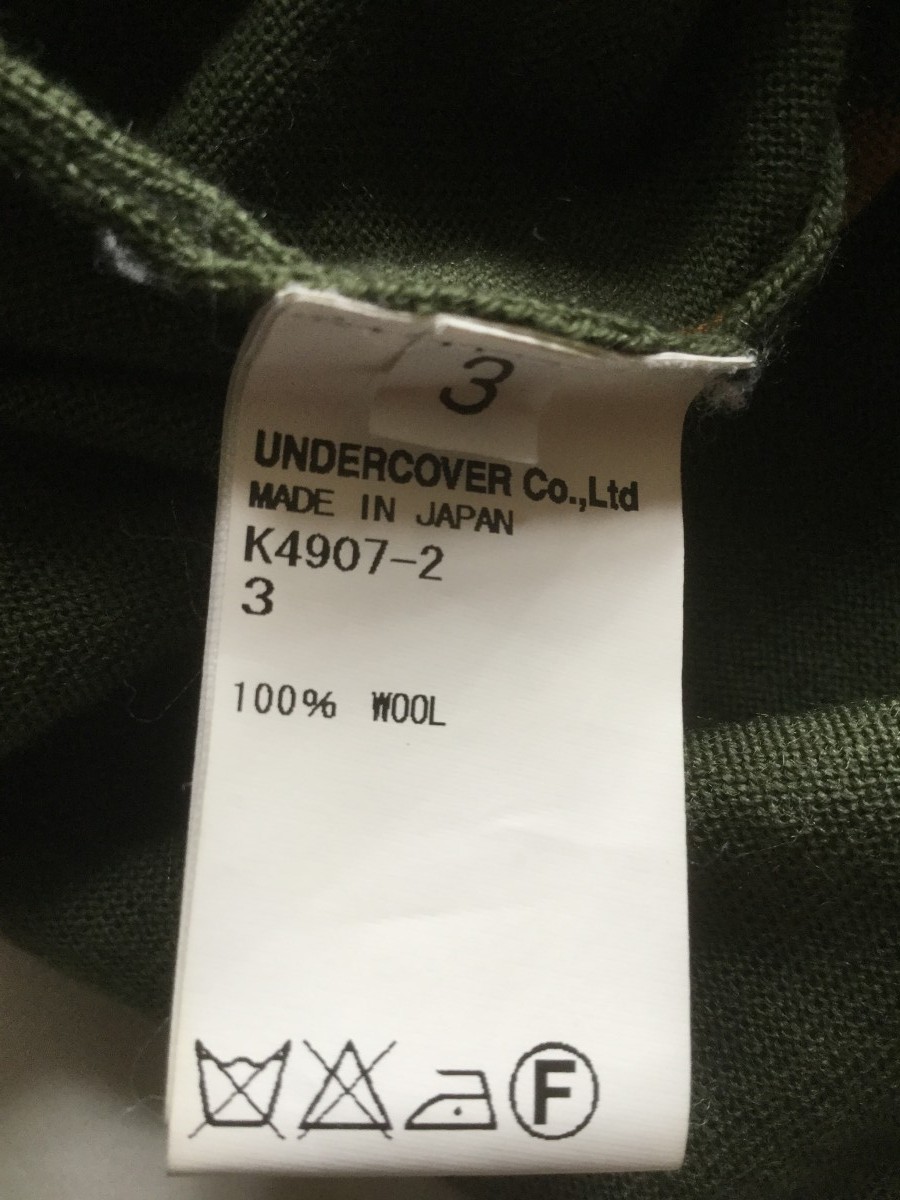 3
UNDERCOVER Co.,Ltd
MADE IN JAPAN
K4907-2
3
100% WOOL
F